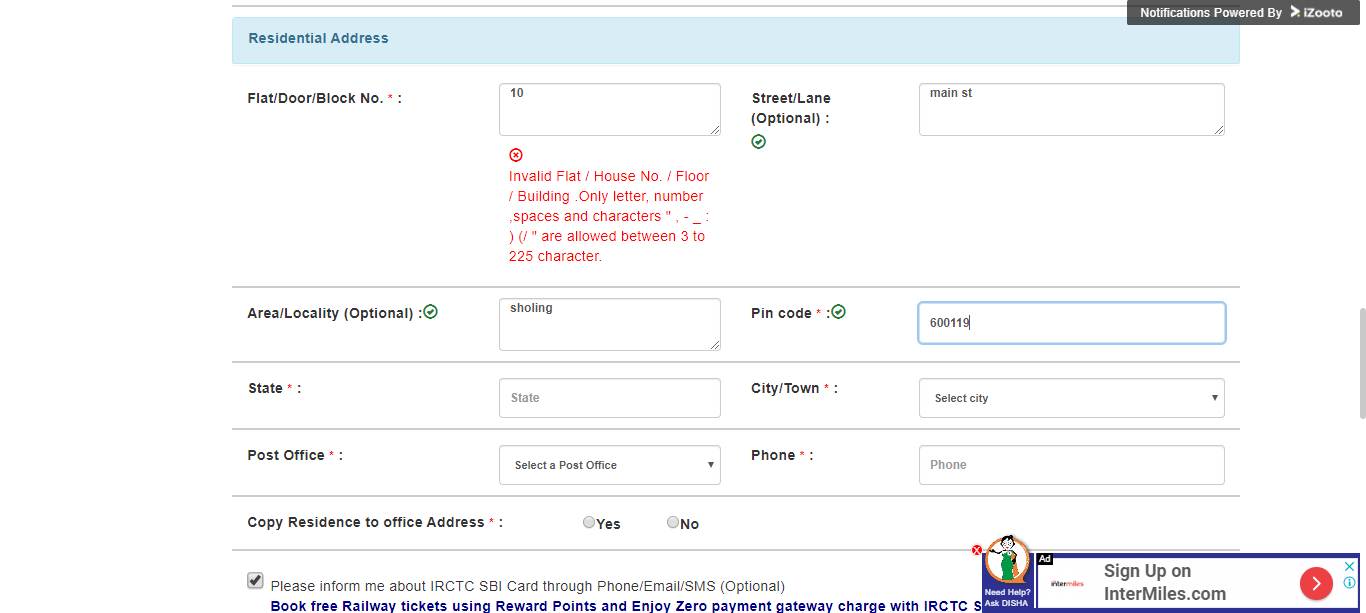 Notifications Powered By iZooto
Residential Address
Flat/Door/Block No. * :
10
Street/Lane
(Optional) :
main st
Invalid Flat / House No. / Floor
/ Building .Only letter, number
,spaces and characters " , - _ :
) (/ " are allowed between 3 to
225 character.
Area/Locality (Optional) :
sholing
Pin code * :
600119
State * :
State
City/Town * :
Select city
Post Office * :
Select a Post Office
Phone * :
Phone
Copy Residence to office Address * :
Yes
No
Please inform me about IRCTC SBI Card through Phone/Email/SMS (Optional)
Book free Railway tickets using Reward Points and Enjoy Zero payment gateway charge with IRCTC S
Need Help?
Ask DISHA
Ad
intermiles
Sign Up on
InterMiles.com